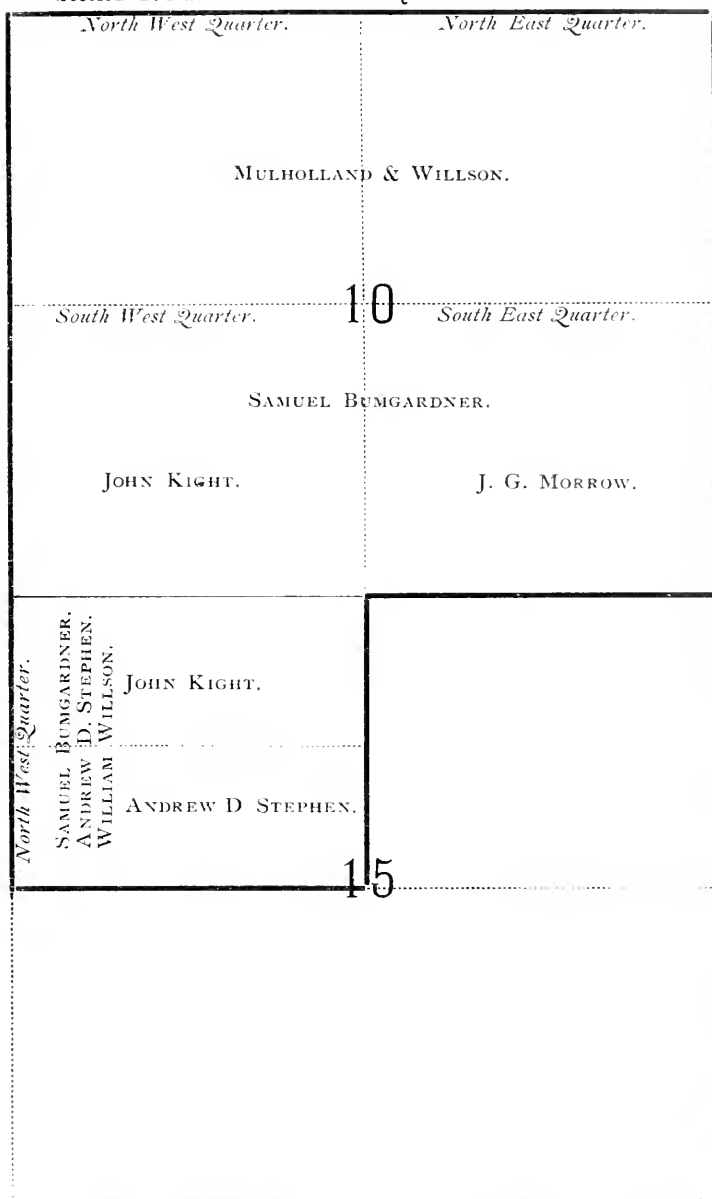 North West Quarter.
North East Quarter.
MULHOLLAND & WILLSON.
10
South West Quarter.
South East Quarter.
SAMUEL BUMGARDNER.
JOHN KIGHT.
J. G. MORROW.
North West Quarter.
SAMUEL BUMGARDNER.
ANDREW D. STEPHEN.
WILLIAM WILLSON.
JOHN KIGHT.
ANDREW D STEPHEN.
15